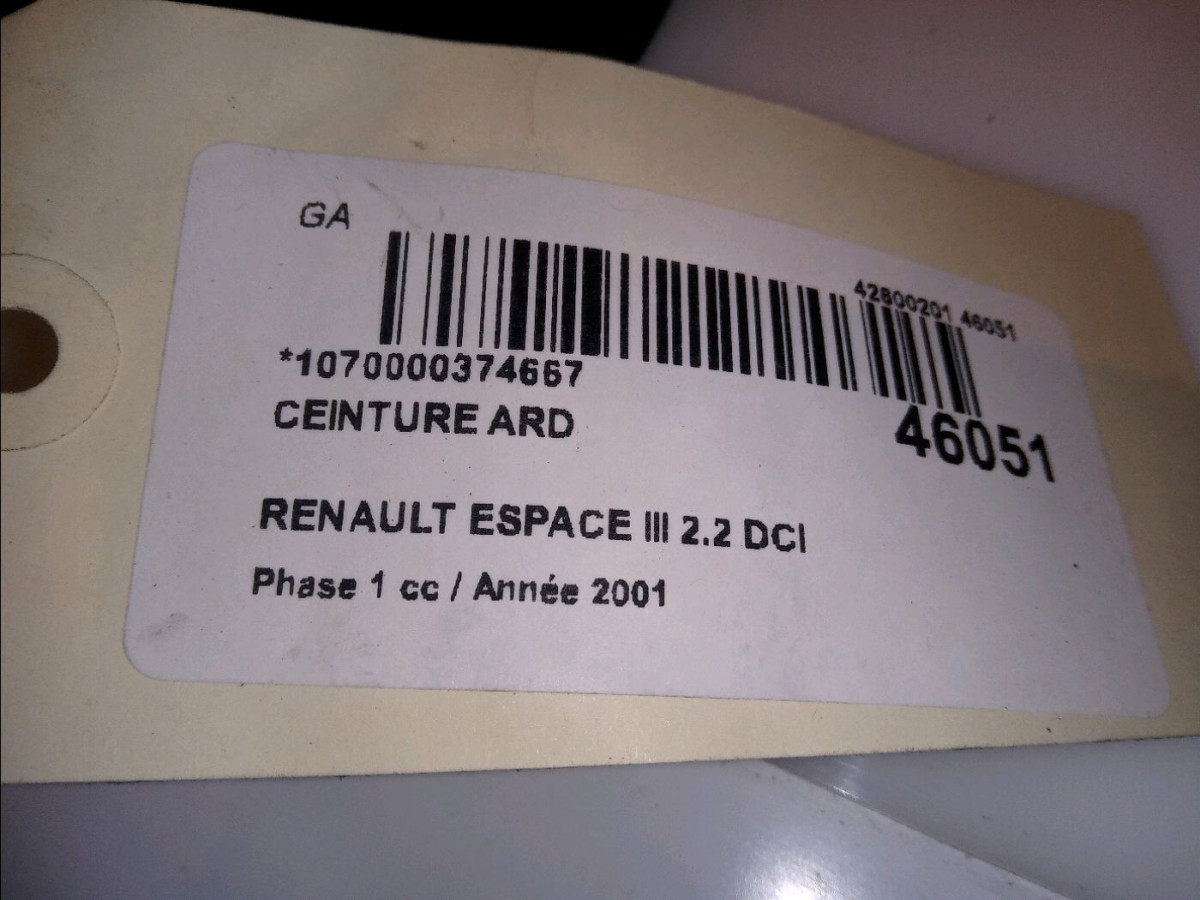 GA
42800201 46051
*1070000374667
46051
CEINTURE ARD
RENAULT ESPACE III 2.2 DCI
Phase 1 cc / Année 2001